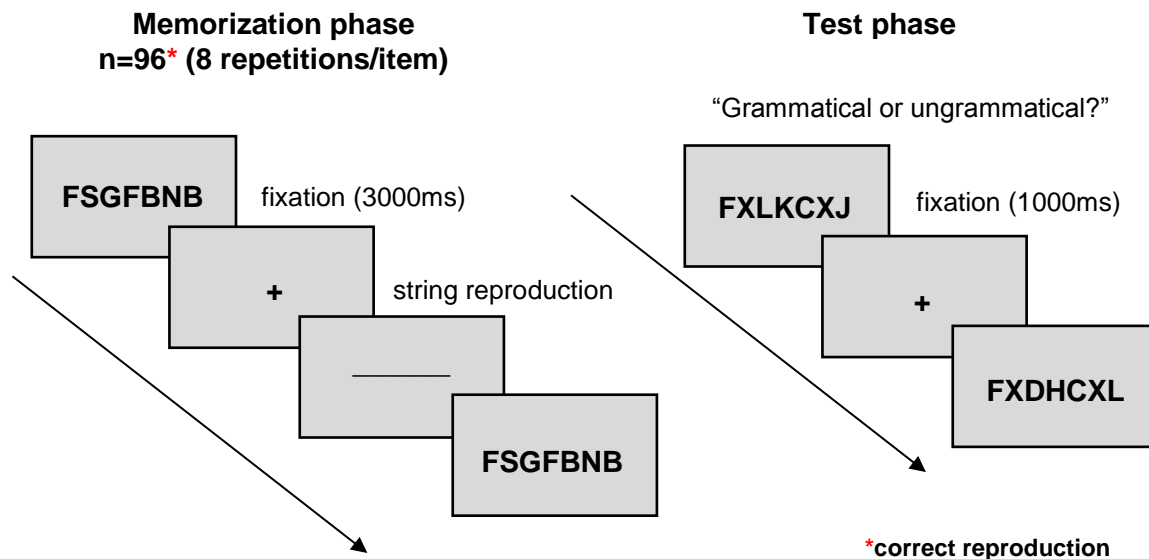 Memorization phase
n=96* (8 repetitions/item)
FSGFBNB
fixation (3000ms)
+
string reproduction
_______
FSGFBNB
Test phase
“Grammatical or ungrammatical?”
FXLKCXJ
fixation (1000ms)
+
FXDHCXL
*correct reproduction